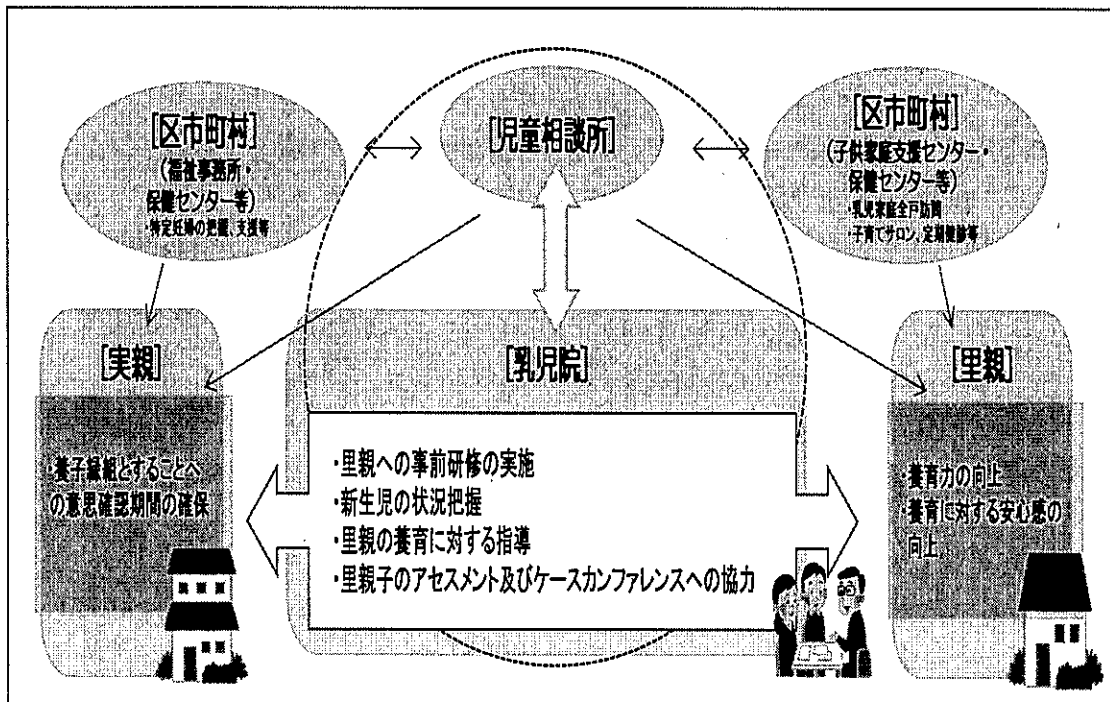 [区市町村]
(福祉事務所・
保健センター等)
・特定妊婦の把握、支援等
[児童相談所]
[区市町村]
(子供家庭支援センター・
保健センター等)
・乳児家庭全戸訪問
・子育てサロン、定期健診等
[実親]
・養子縁組とすることへ
の意思確認期間の確保
[乳児院]
・里親への事前研修の実施
・新生児の状況把握
・里親の養育に対する指導
・里親子のアセスメント及びケースカンファレンスへの協力
[里親]
・養育力の向上
・養育に対する安心感の
向上